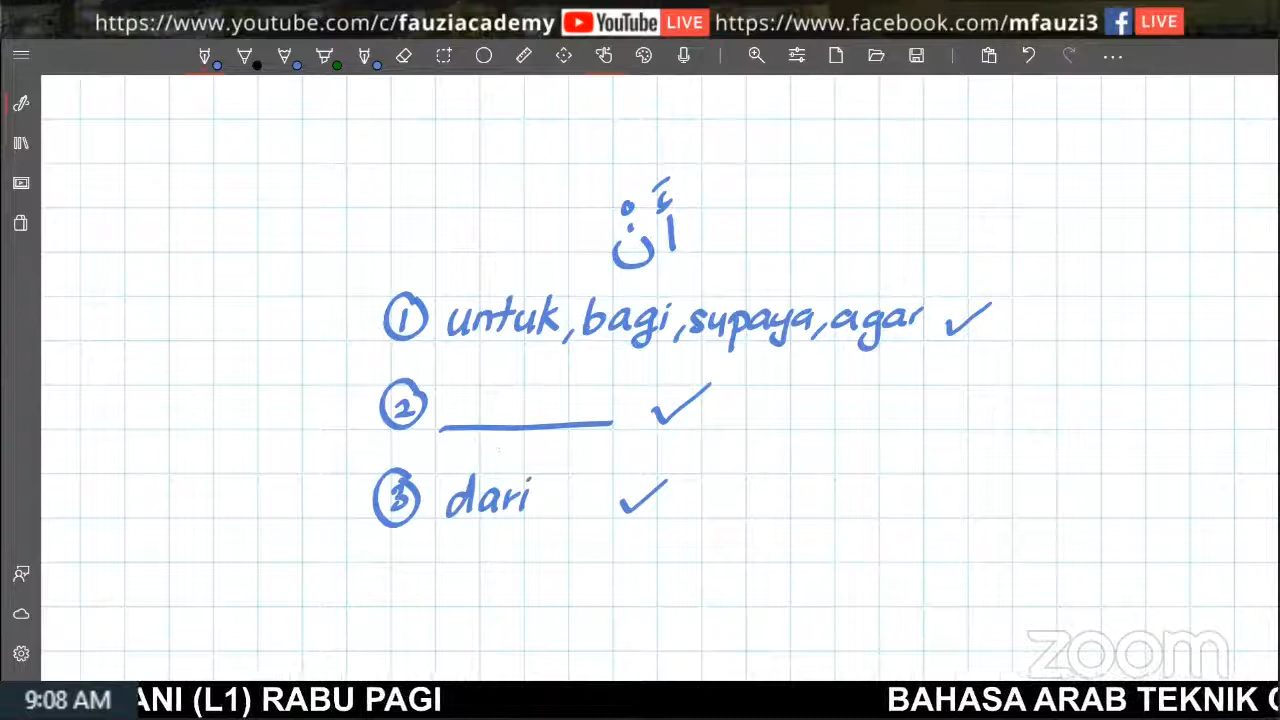 https://www.youtube.com/c/fauziacademy YouTube LIVE https://www.facebook.com/mfauzi3 f LIVE
أَنْ
① untuk, bagi, supaya, agar ✓
② ________ ✓
③ dari ✓
zoom
9:08 AM ANI (L1) RABU PAGI BAHASA ARAB TEKNIK